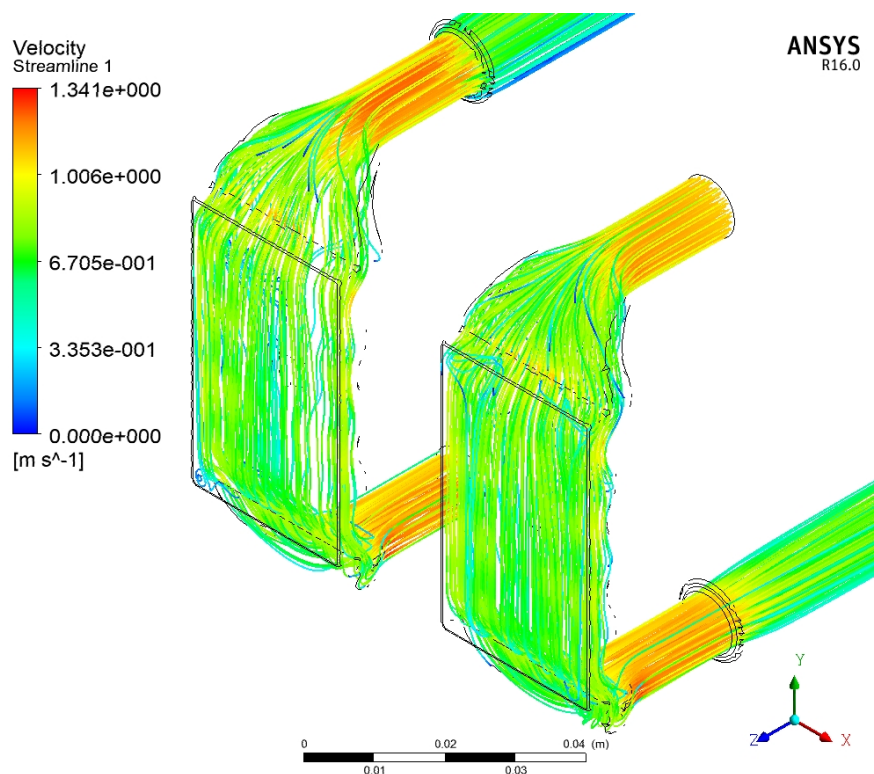 Velocity
Streamline 1
1.341e+000
1.006e+000
6.705e-001
3.353e-001
0.000e+000
[m s^-1]
ANSYS
R16.0
0 0.02 0.04 (m)
0.01 0.03
Y
Z X